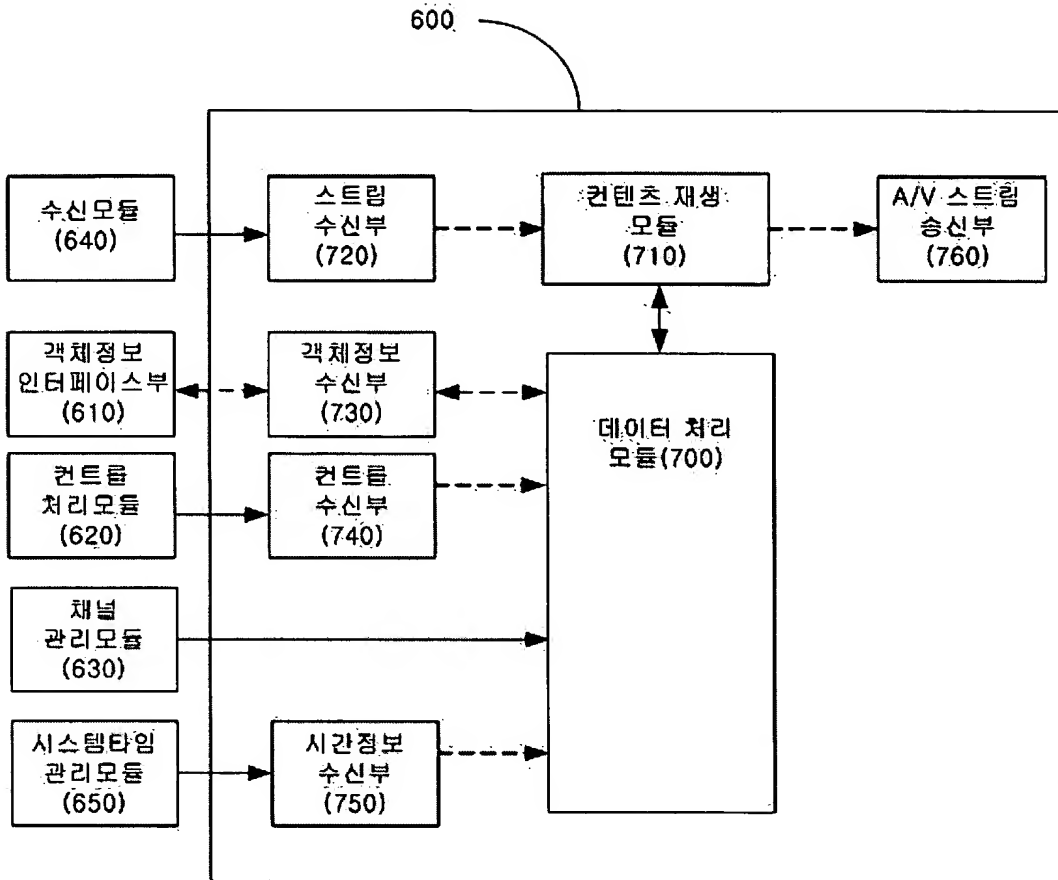 600
수신모듈
(640)
스트림
수신부
(720)
컨텐츠 재생
모듈
(710)
A/V 스트림
송신부
(760)
객체정보
인터페이스부
(610)
객체정보
수신부
(730)
데이터 처리
모듈(700)
컨트롤
처리모듈
(620)
컨트롤
수신부
(740)
채널
관리모듈
(630)
시스템타임
관리모듈
(650)
시간정보
수신부
(750)